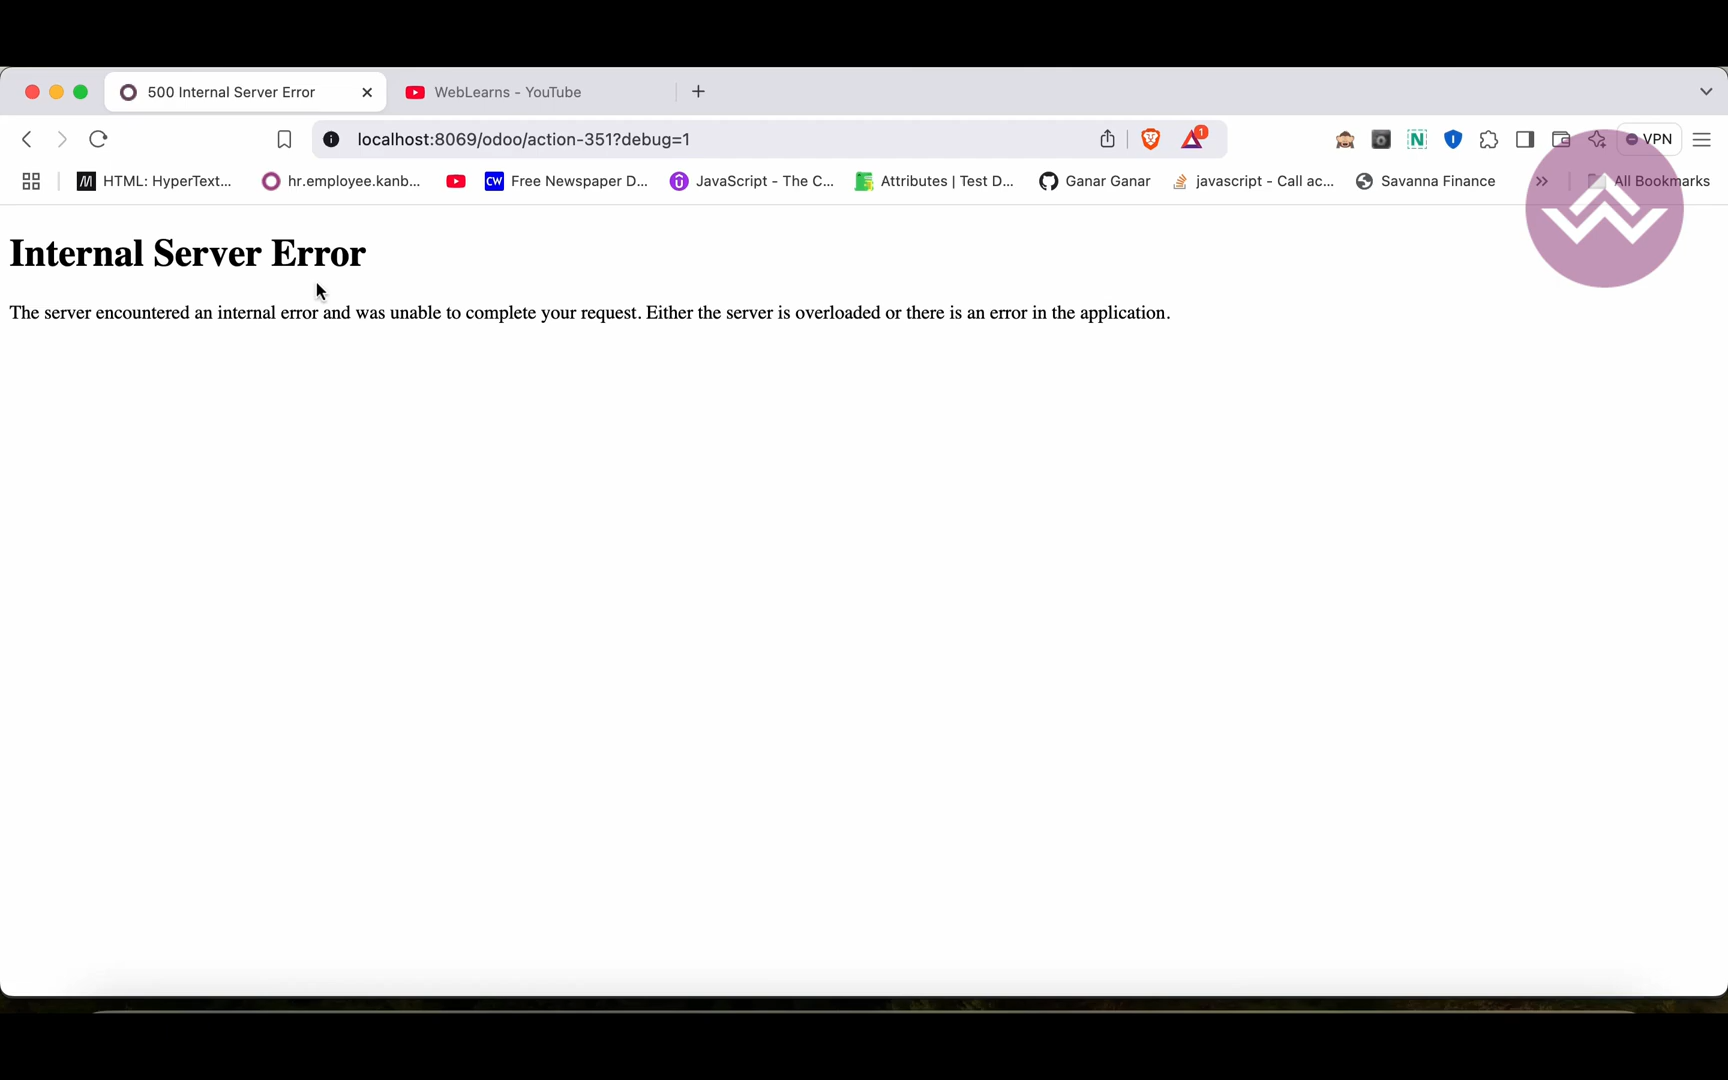 500 Internal Server Error
WebLearns - YouTube
localhost:8069/odoo/action-351?debug=1
1
VPN
HTML: HyperText...
hr.employee.kanb...
CW
Free Newspaper D...
JavaScript - The C...
Attributes | Test D...
Ganar Ganar
javascript - Call ac...
Savanna Finance
All Bookmarks
Internal Server Error
The server encountered an internal error and was unable to complete your request. Either the server is overloaded or there is an error in the application.